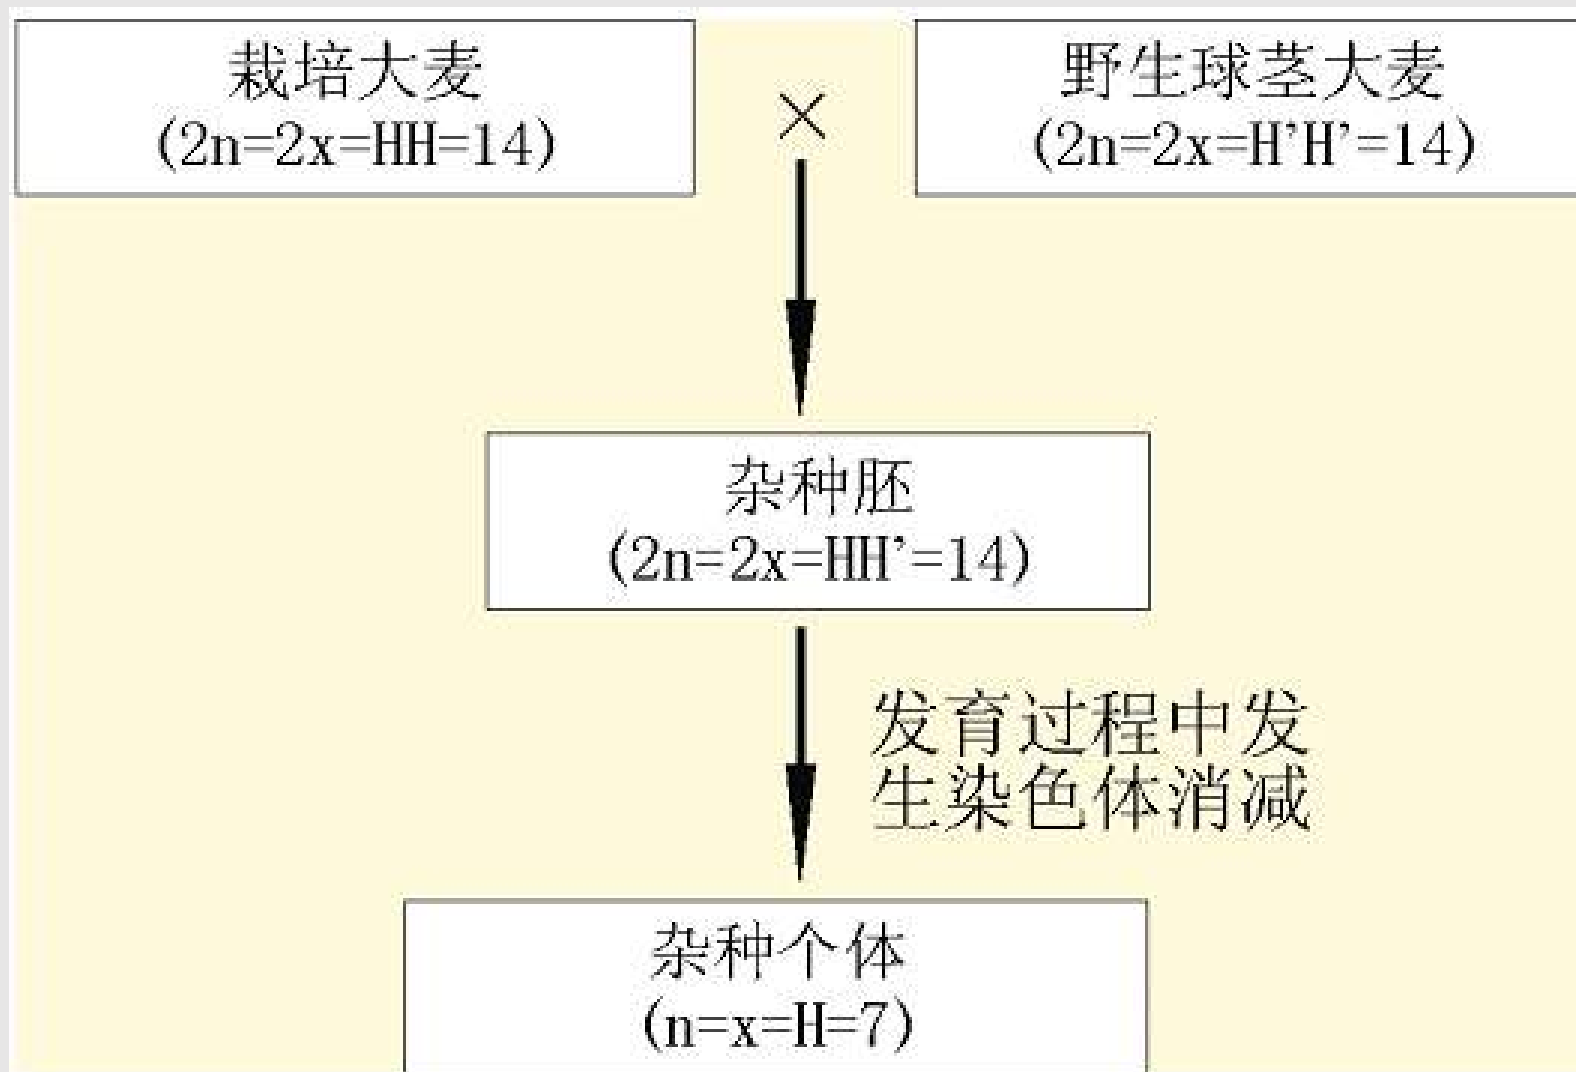 栽培大麦
(2n=2x=HH=14)
×
野生球茎大麦
(2n=2x=H’H’=14)
杂种胚
(2n=2x=HH’=14)
发育过程中发
生染色体消减
杂种个体
(n=x=H=7)